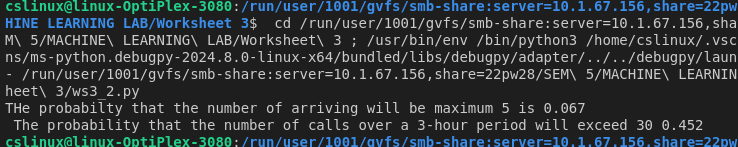 cslinux@linux-OptiPlex-3080:/run/user/1001/gvfs/smb-share:server=10.1.67.156,share=22pw
HINE LEARNING LAB/Worksheet 3$  cd /run/user/1001/gvfs/smb-share:server=10.1.67.156,sha
M\ 5/MACHINE\ LEARNING\ LAB/Worksheet\ 3 ; /usr/bin/env /bin/python3 /home/cslinux/.vsc
ns/ms-python.debugpy-2024.8.0-linux-x64/bundled/libs/debugpy/adapter/../../debugpy/laun
- /run/user/1001/gvfs/smb-share:server=10.1.67.156,share=22pw28/SEM\ 5/MACHINE\ LEARNIN
heet\ 3/ws3_2.py
THe probabilty that the number of arriving will be maximum 5 is 0.067
 The probability that the number of calls over a 3-hour period will exceed 30 0.452
cslinux@linux-OptiPlex-3080:/run/user/1001/gvfs/smb-share:server=10.1.67.156,share=22pw